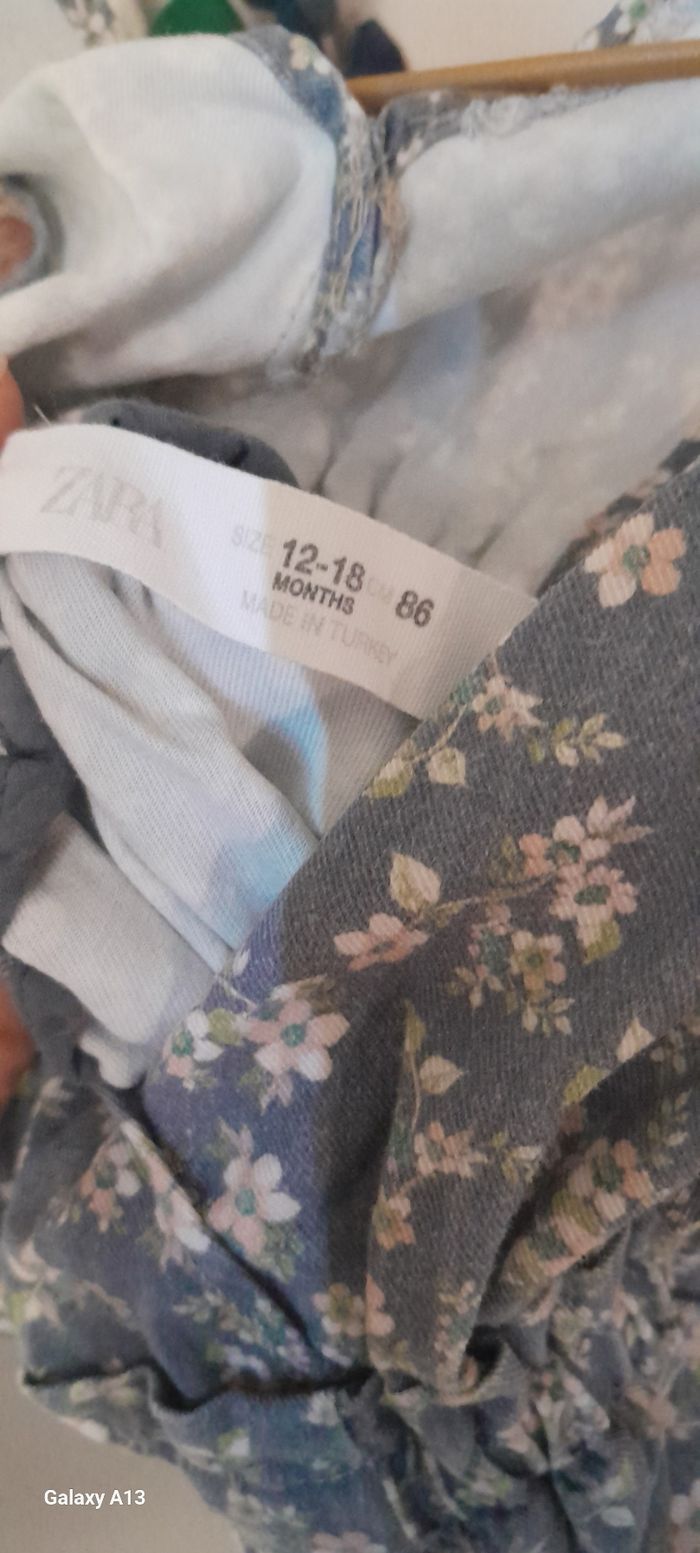 ZARA
SIZE 12-18 CM 86
MONTHS
MADE IN TURKEY
Galaxy A13